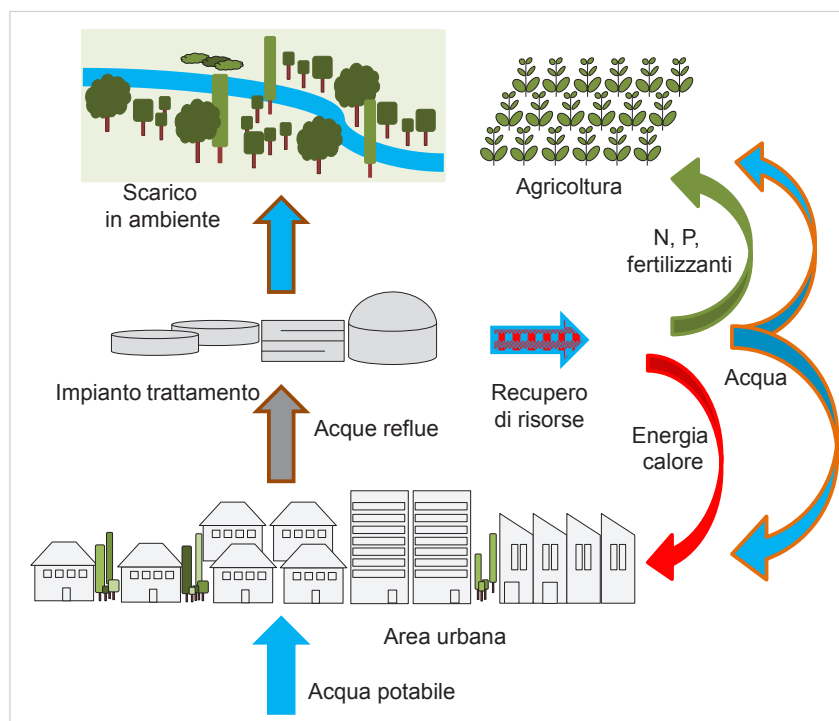 Scarico
in ambiente
Agricoltura
N, P,
fertilizzanti
Impianto trattamento
Recupero
di risorse
Acqua
Acque reflue
Energia
calore
Area urbana
Acqua potabile